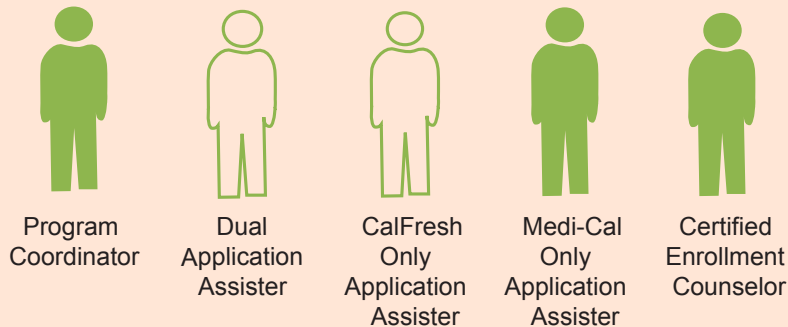 Program
Coordinator
Dual
Application
Assister
CalFresh
Only
Application
Assister
Medi-Cal
Only
Application
Assister
Certified
Enrollment
Counselor